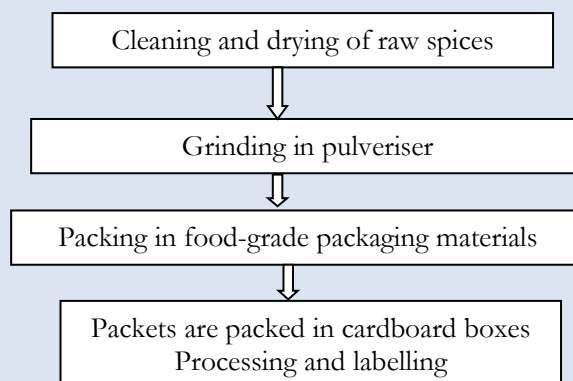 Cleaning and drying of raw spices
Grinding in pulveriser
Packing in food-grade packaging materials
Packets are packed in cardboard boxes
Processing and labelling